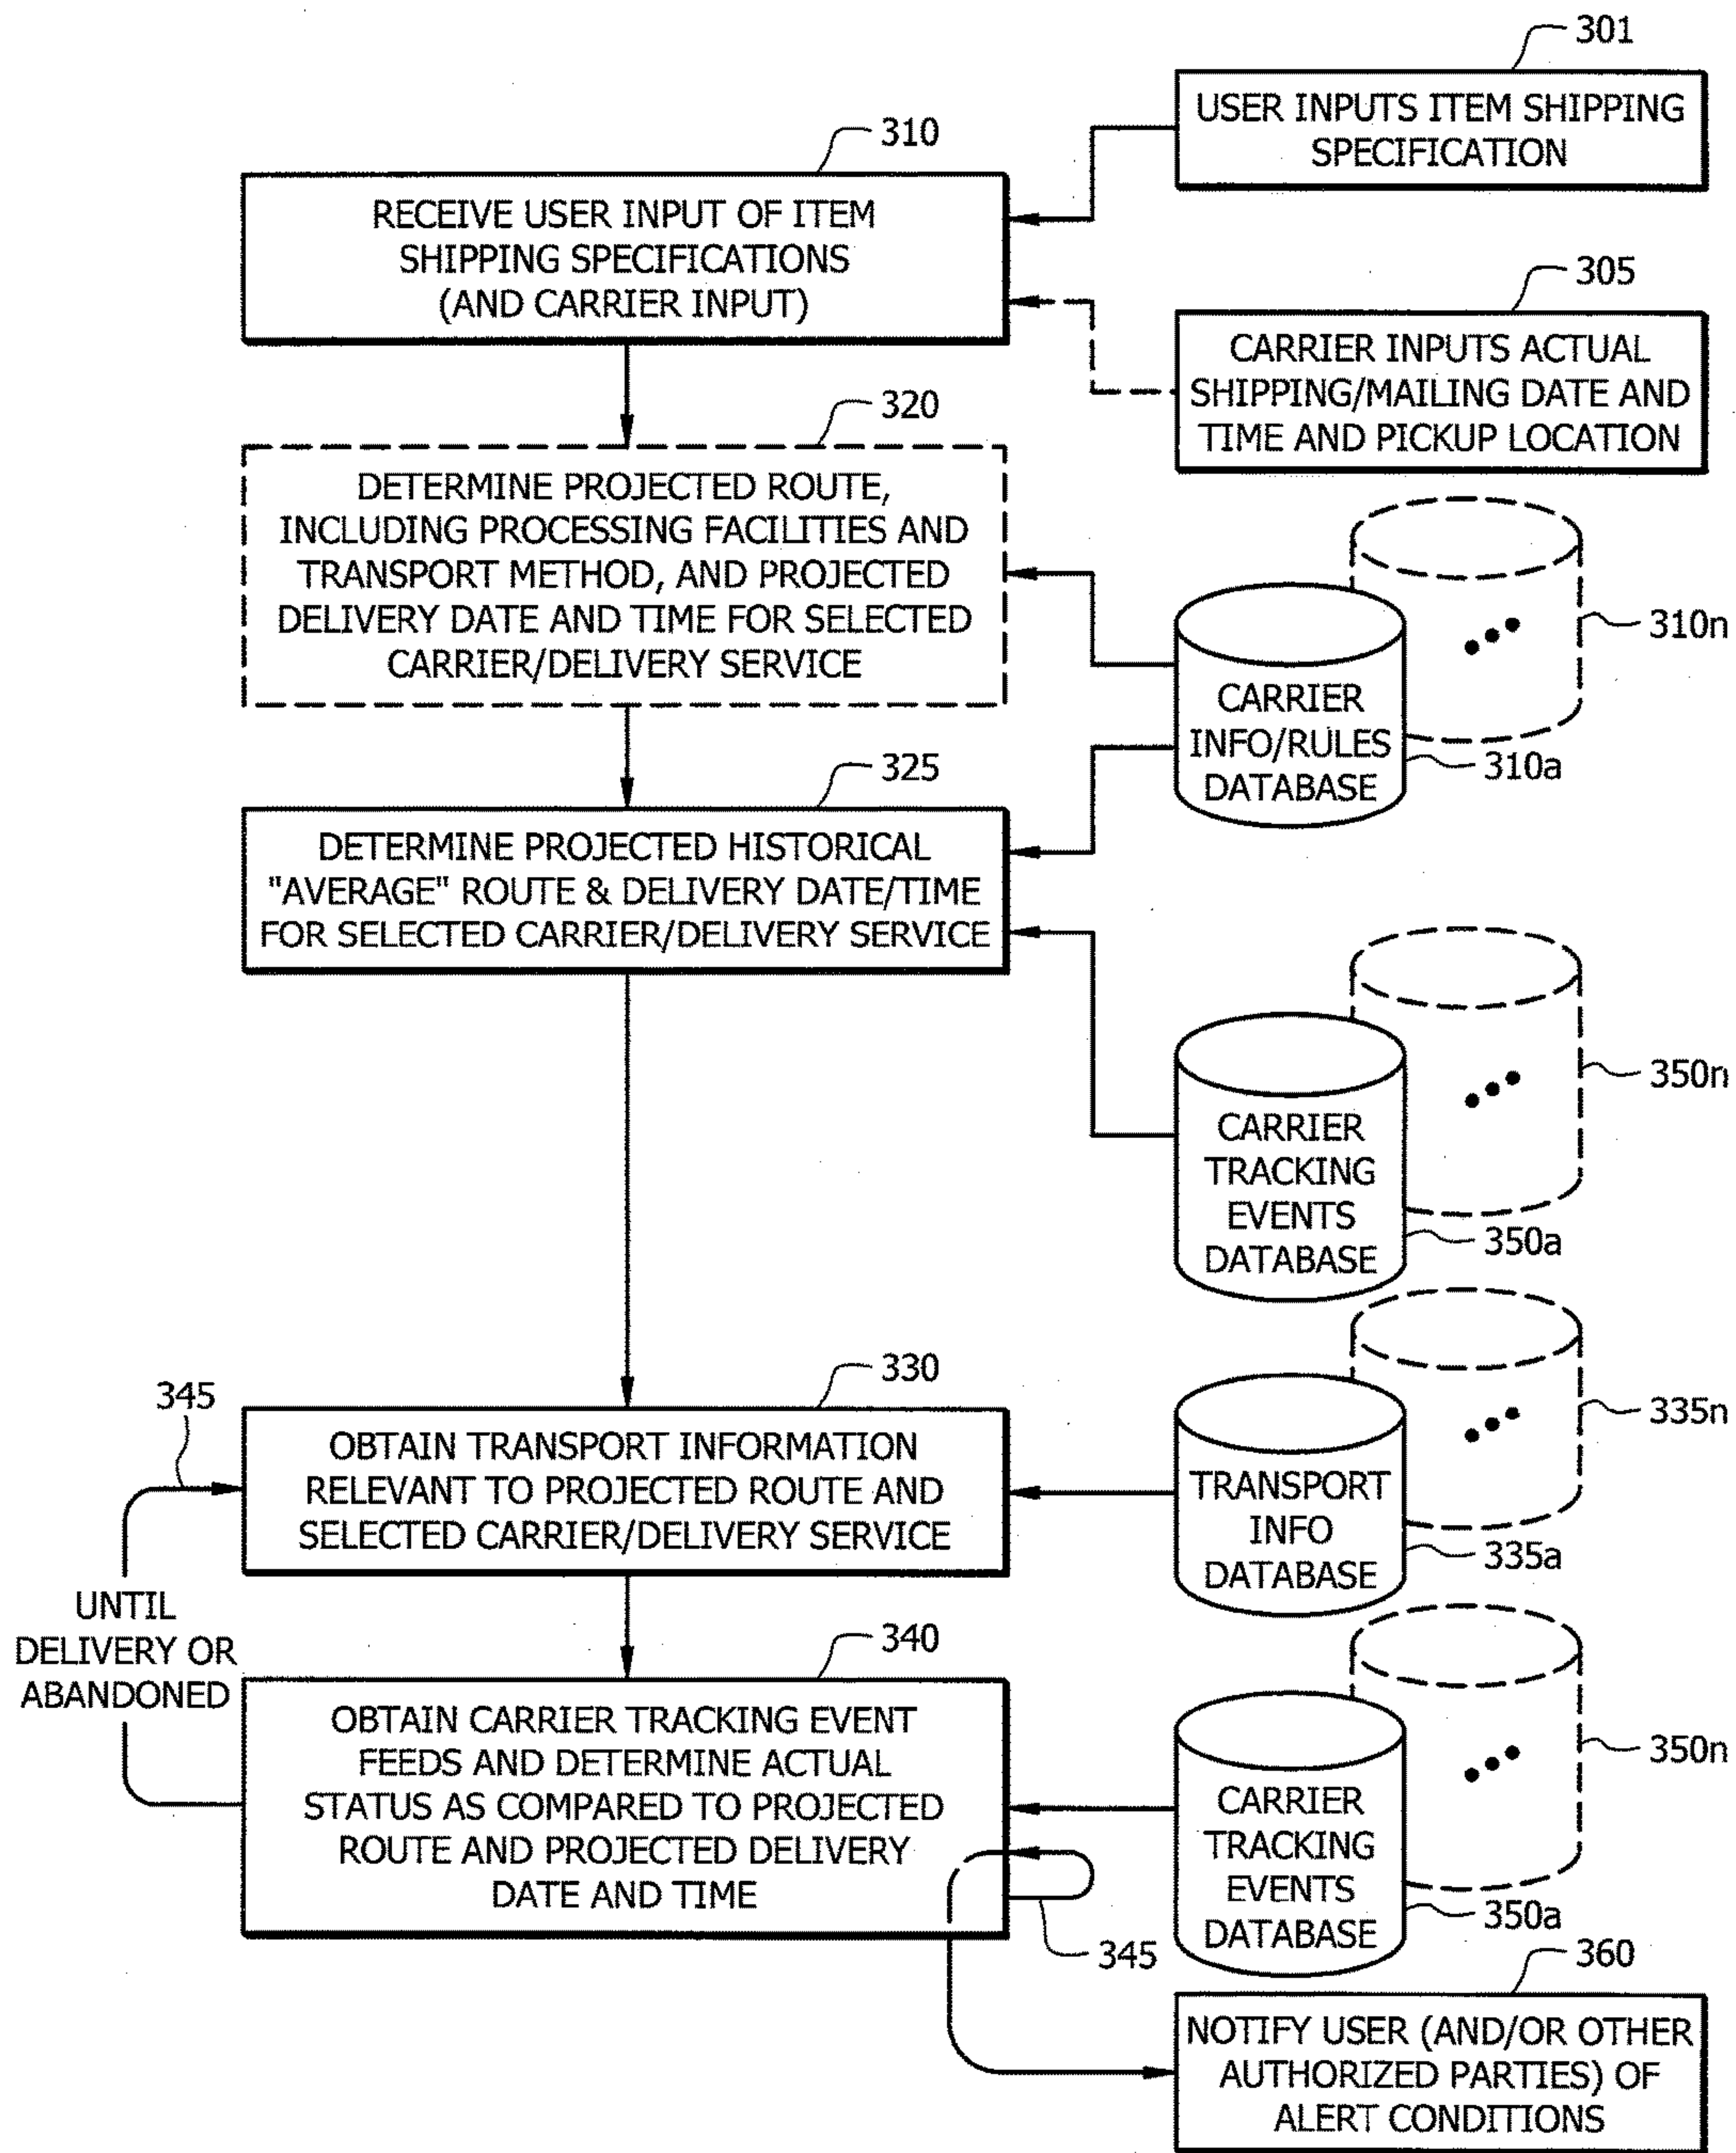 301
USER INPUTS ITEM SHIPPING
SPECIFICATION
310
RECEIVE USER INPUT OF ITEM
SHIPPING SPECIFICATIONS
(AND CARRIER INPUT)
305
CARRIER INPUTS ACTUAL
SHIPPING/MAILING DATE AND
TIME AND PICKUP LOCATION
320
DETERMINE PROJECTED ROUTE,
INCLUDING PROCESSING FACILITIES AND
TRANSPORT METHOD, AND PROJECTED
DELIVERY DATE AND TIME FOR SELECTED
CARRIER/DELIVERY SERVICE
310n
CARRIER
INFO/RULES
DATABASE
310a
325
DETERMINE PROJECTED HISTORICAL
"AVERAGE" ROUTE & DELIVERY DATE/TIME
FOR SELECTED CARRIER/DELIVERY SERVICE
350n
CARRIER
TRACKING
EVENTS
DATABASE
350a
330
345
OBTAIN TRANSPORT INFORMATION
RELEVANT TO PROJECTED ROUTE AND
SELECTED CARRIER/DELIVERY SERVICE
335n
TRANSPORT
INFO
DATABASE
335a
UNTIL
DELIVERY OR
ABANDONED
340
OBTAIN CARRIER TRACKING EVENT
FEEDS AND DETERMINE ACTUAL
STATUS AS COMPARED TO PROJECTED
ROUTE AND PROJECTED DELIVERY
DATE AND TIME
345
350n
CARRIER
TRACKING
EVENTS
DATABASE
350a
360
NOTIFY USER (AND/OR OTHER
AUTHORIZED PARTIES) OF
ALERT CONDITIONS